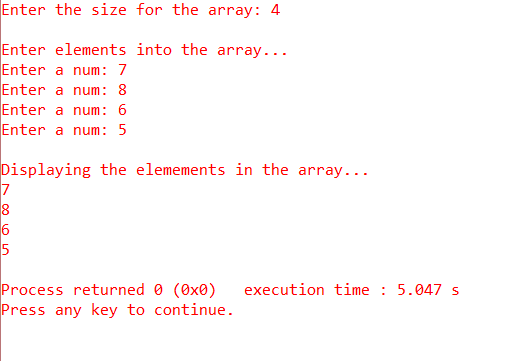 Enter the size for the array: 4
Enter elements into the array...
Enter a num: 7
Enter a num: 8
Enter a num: 6
Enter a num: 5
Displaying the elemements in the array...
7
8
6
5
Process returned 0 (0x0)   execution time : 5.047 s
Press any key to continue.